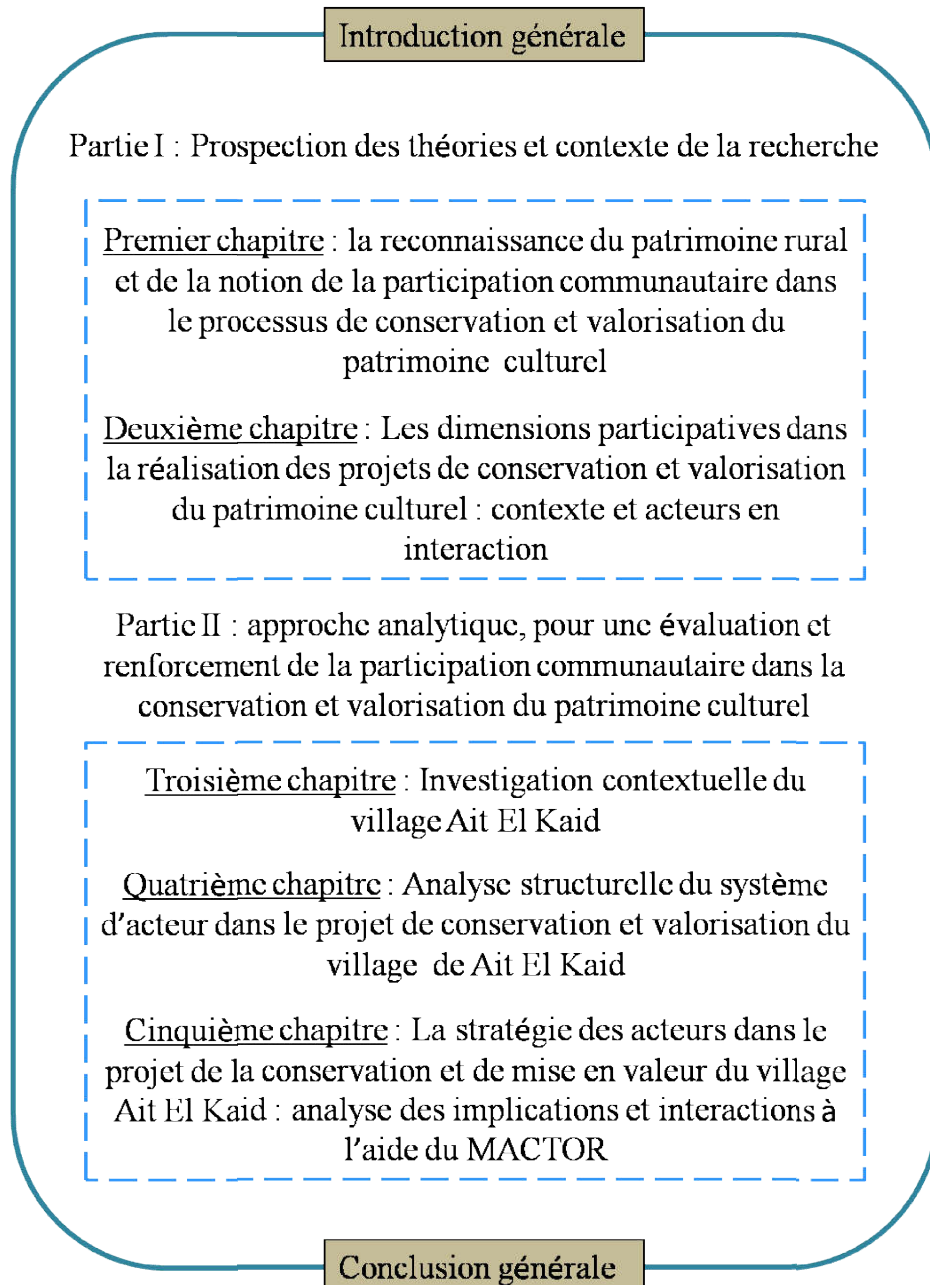 Introduction générale
Partie I : Prospection des théories et contexte de la recherche
Premier chapitre : la reconnaissance du patrimoine rural
et de la notion de la participation communautaire dans
le processus de conservation et valorisation du
patrimoine culturel
Deuxième chapitre : Les dimensions participatives dans
la réalisation des projets de conservation et valorisation
du patrimoine culturel : contexte et acteurs en
interaction
Partie II : approche analytique, pour une évaluation et
renforcement de la participation communautaire dans la
conservation et valorisation du patrimoine culturel
Troisième chapitre : Investigation contextuelle du
village Ait El Kaid
Quatrième chapitre : Analyse structurelle du système
d'acteur dans le projet de conservation et valorisation du
village de Ait El Kaid
Cinquième chapitre : La stratégie des acteurs dans le
projet de la conservation et de mise en valeur du village
Ait El Kaid : analyse des implications et interactions à
l'aide du MACTOR
Conclusion générale